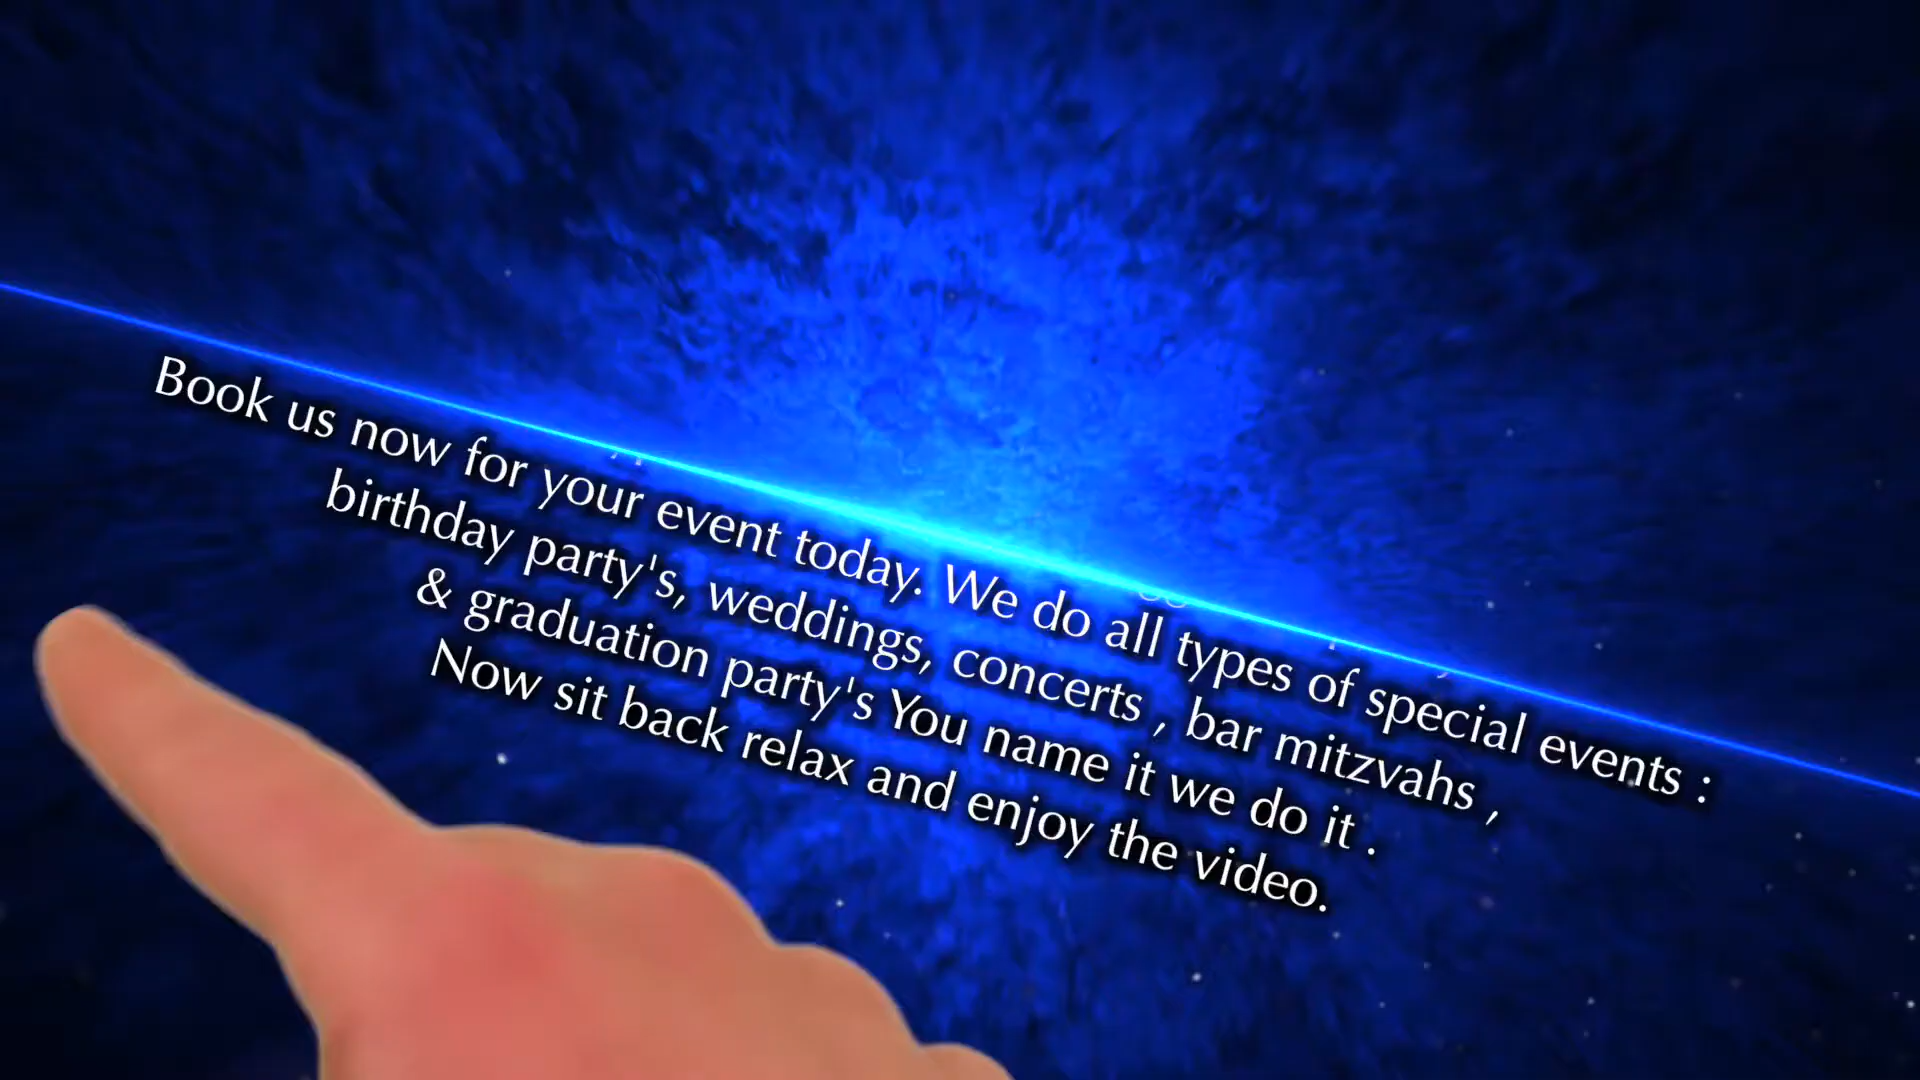 Book us now for your event today. We do all types of special events :
birthday party's, weddings, concerts , bar mitzvahs ,
& graduation party's You name it we do it .
Now sit back relax and enjoy the video.